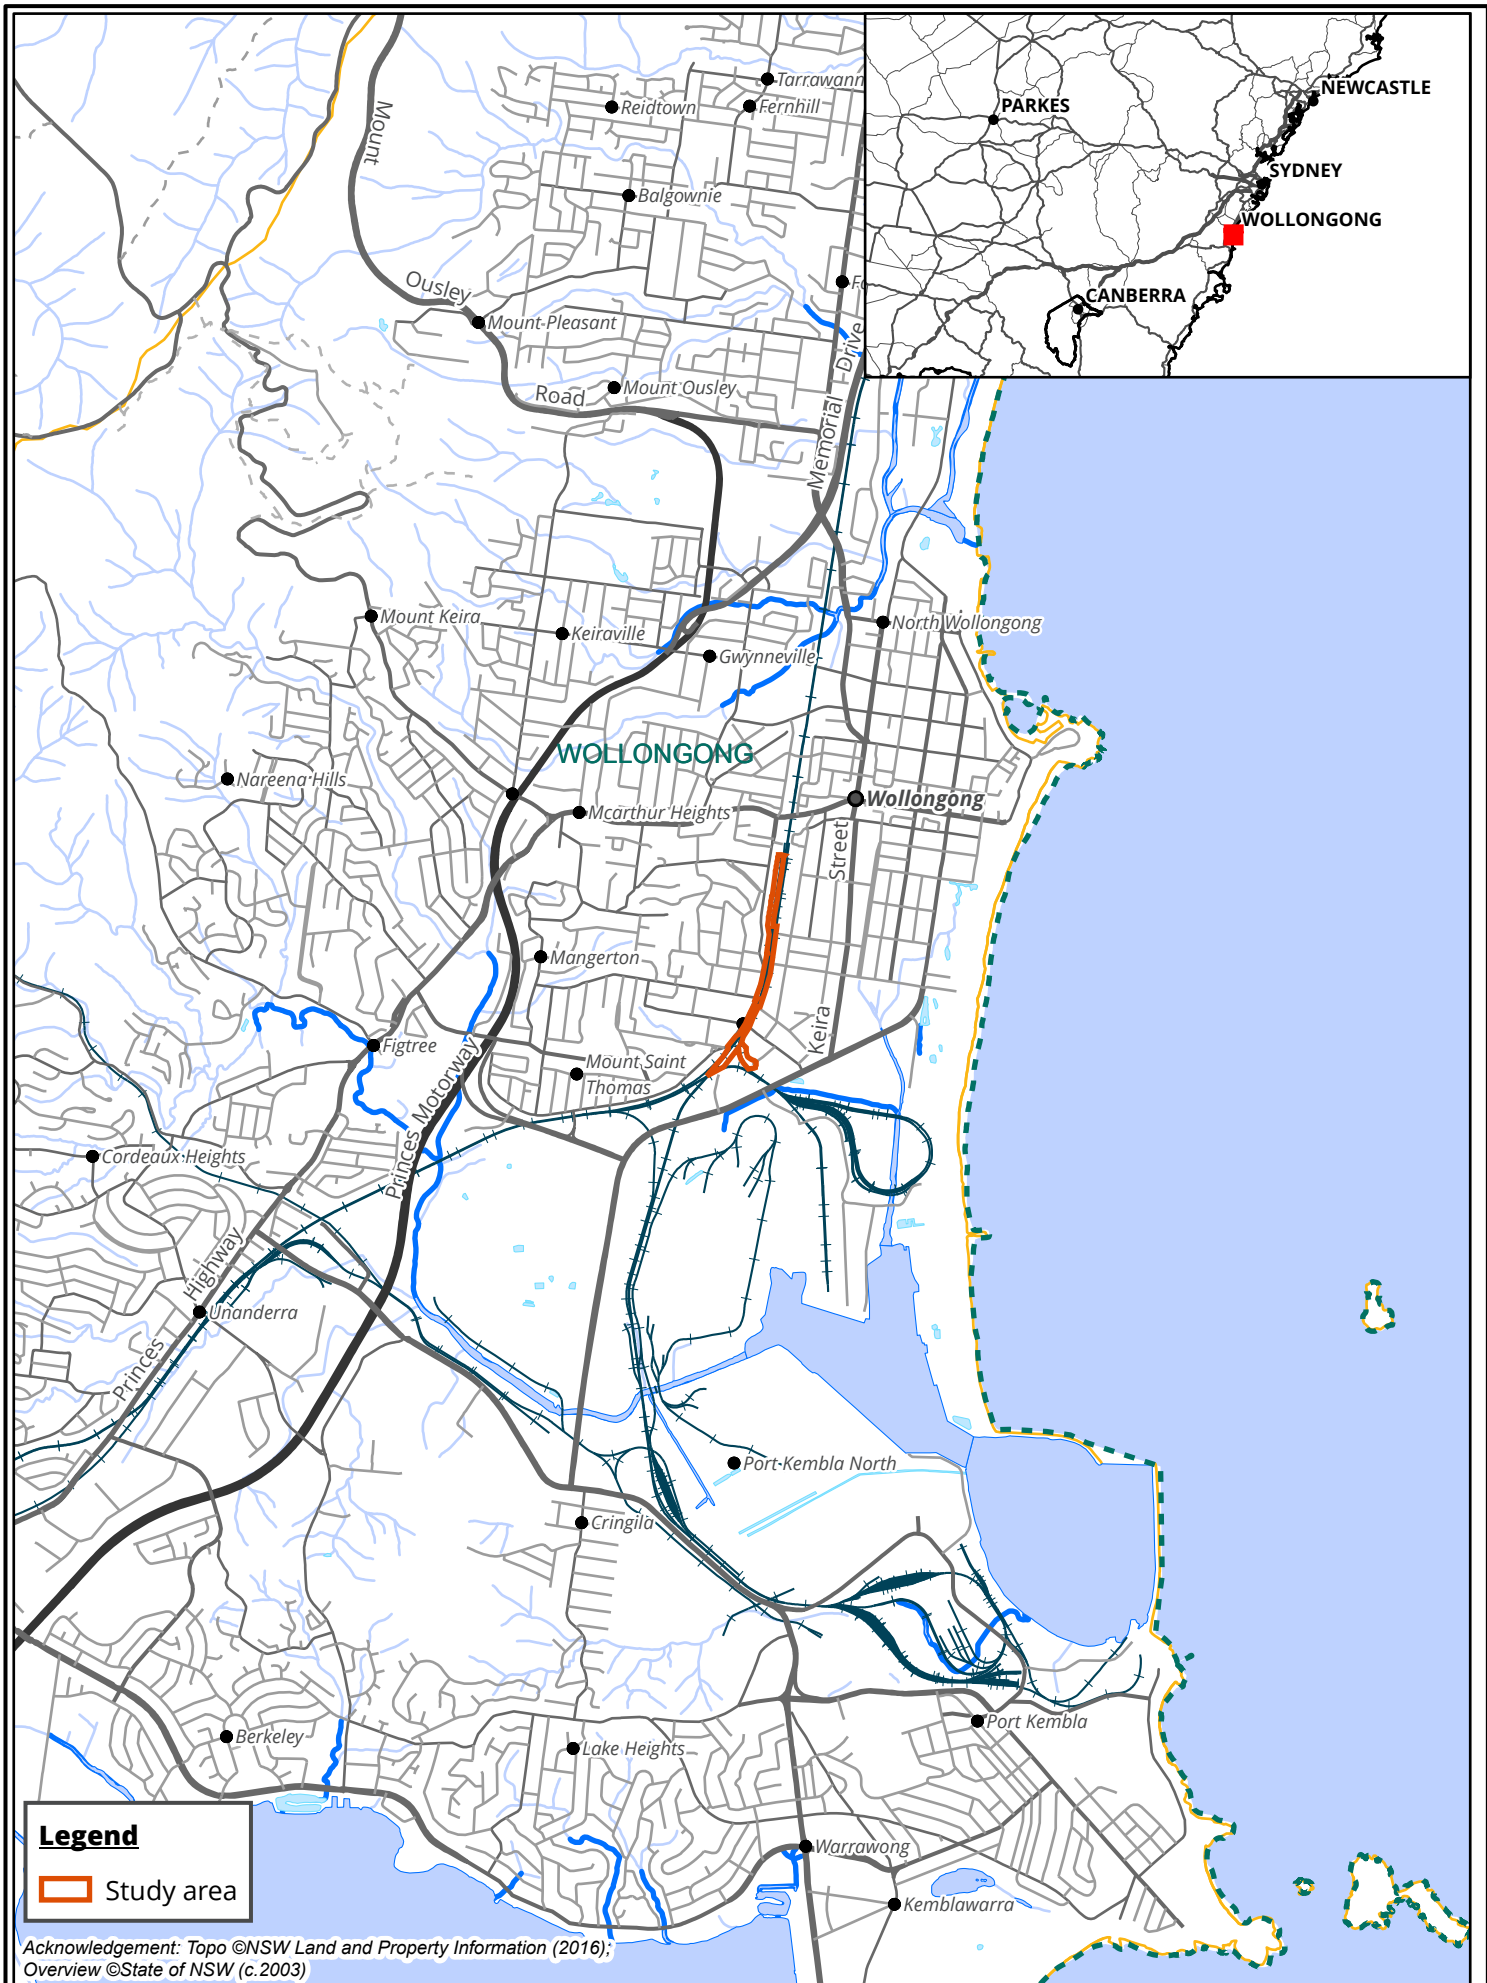 Tarrawann
Reidtown
Fernhill
Mount
Balgownie
Ousley
Mount Pleasant
Road
Mount Ousley
Memorial Drive
PARKES
NEWCASTLE
SYDNEY
WOLLONGONG
CANBERRA
Mount Keira
Keiraville
North Wollongong
Gwynneville
WOLLONGONG
Nareena Hills
Mcarthur Heights
Wollongong
Street
Keira
Mangerton
Figtree
Mount Saint
Thomas
Princes Motorway
Cordeaux Heights
Highway
Princes
Unanderra
Port Kembla North
Cringila
Berkeley
Lake Heights
Port Kembla
Warrawong
Kemblawarra
Legend
Study area
Acknowledgement: Topo ©NSW Land and Property Information (2016);
Overview ©State of NSW (c.2003)